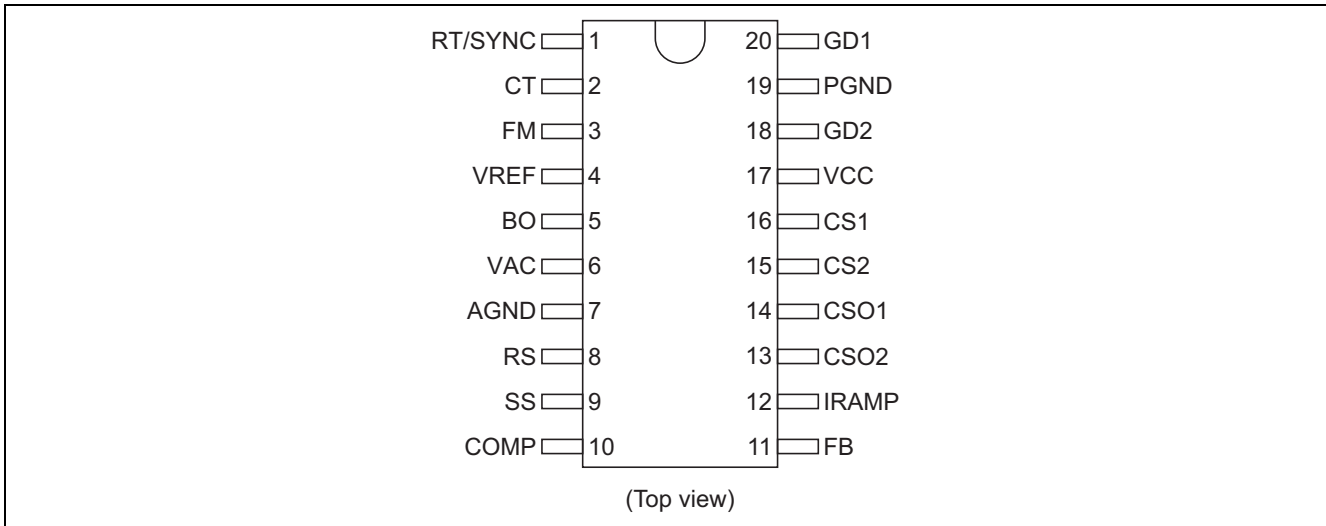 RT/SYNC 1 20 GD1
CT 2 19 PGND
FM 3 18 GD2
VREF 4 17 VCC
BO 5 16 CS1
VAC 6 15 CS2
AGND 7 14 CSO1
RS 8 13 CSO2
SS 9 12 IRAMP
COMP 10 11 FB
(Top view)